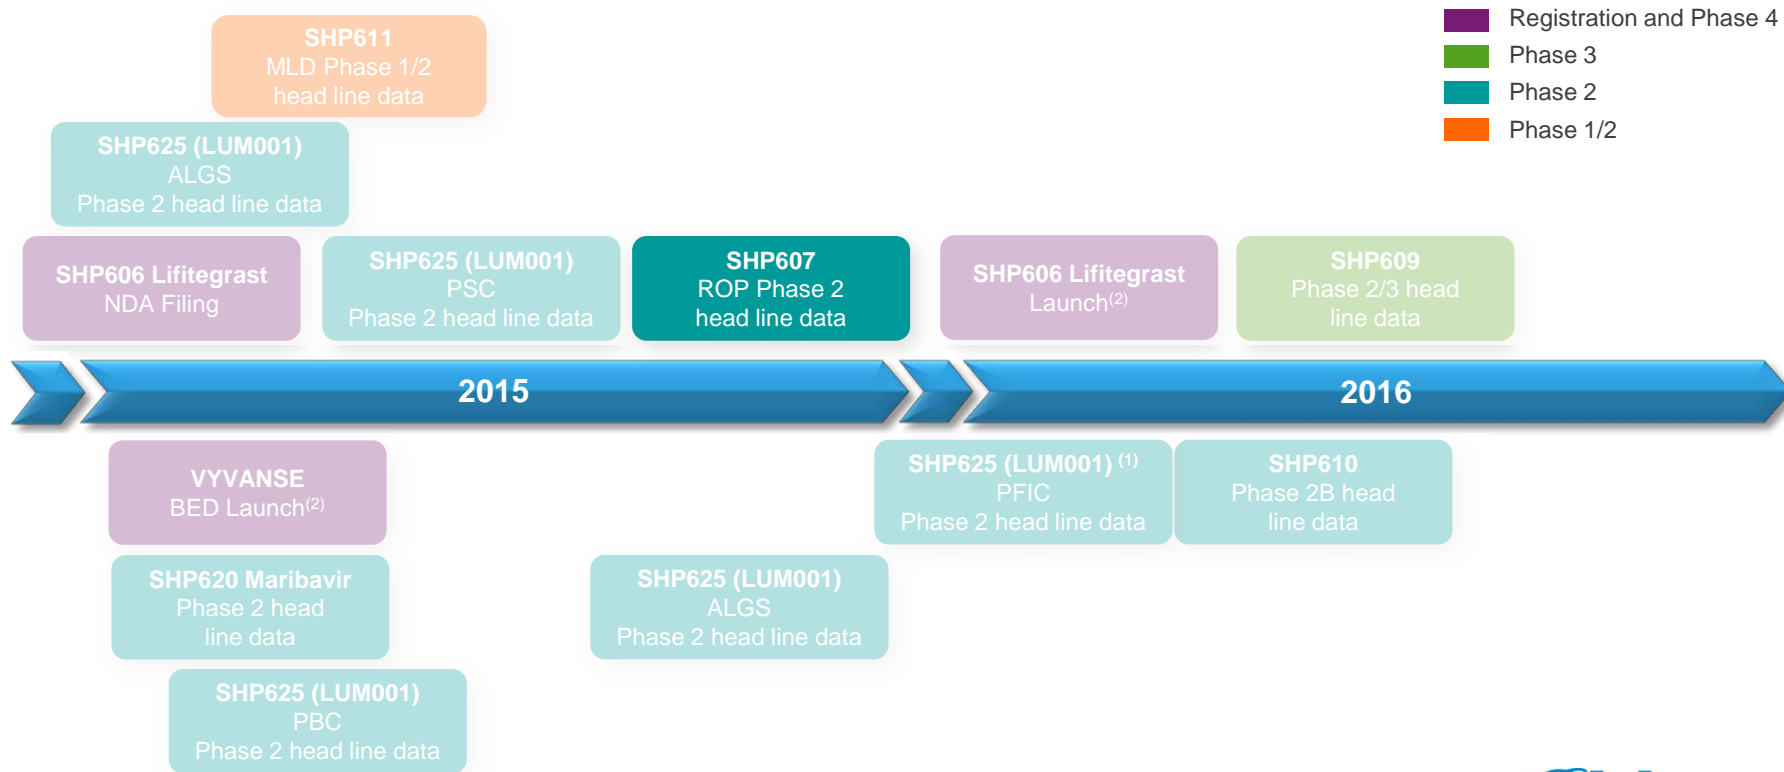 Registration and Phase 4
Phase 3
Phase 2
Phase 1/2
SHP611
MLD Phase 1/2
head line data
SHP625 (LUM001)
ALGS
Phase 2 head line data
SHP606 Lifitegrast
NDA Filing
SHP625 (LUM001)
PSC
Phase 2 head line data
SHP607
ROP Phase 2
head line data
SHP606 Lifitegrast
Launch(2)
SHP609
Phase 2/3 head
line data
2015
2016
VYVANSE
BED Launch(2)
SHP625 (LUM001) (1)
PFIC
Phase 2 head line data
SHP610
Phase 2B head
line data
SHP620 Maribavir
Phase 2 head
line data
SHP625 (LUM001)
ALGS
Phase 2 head line data
SHP625 (LUM001)
PBC
Phase 2 head line data